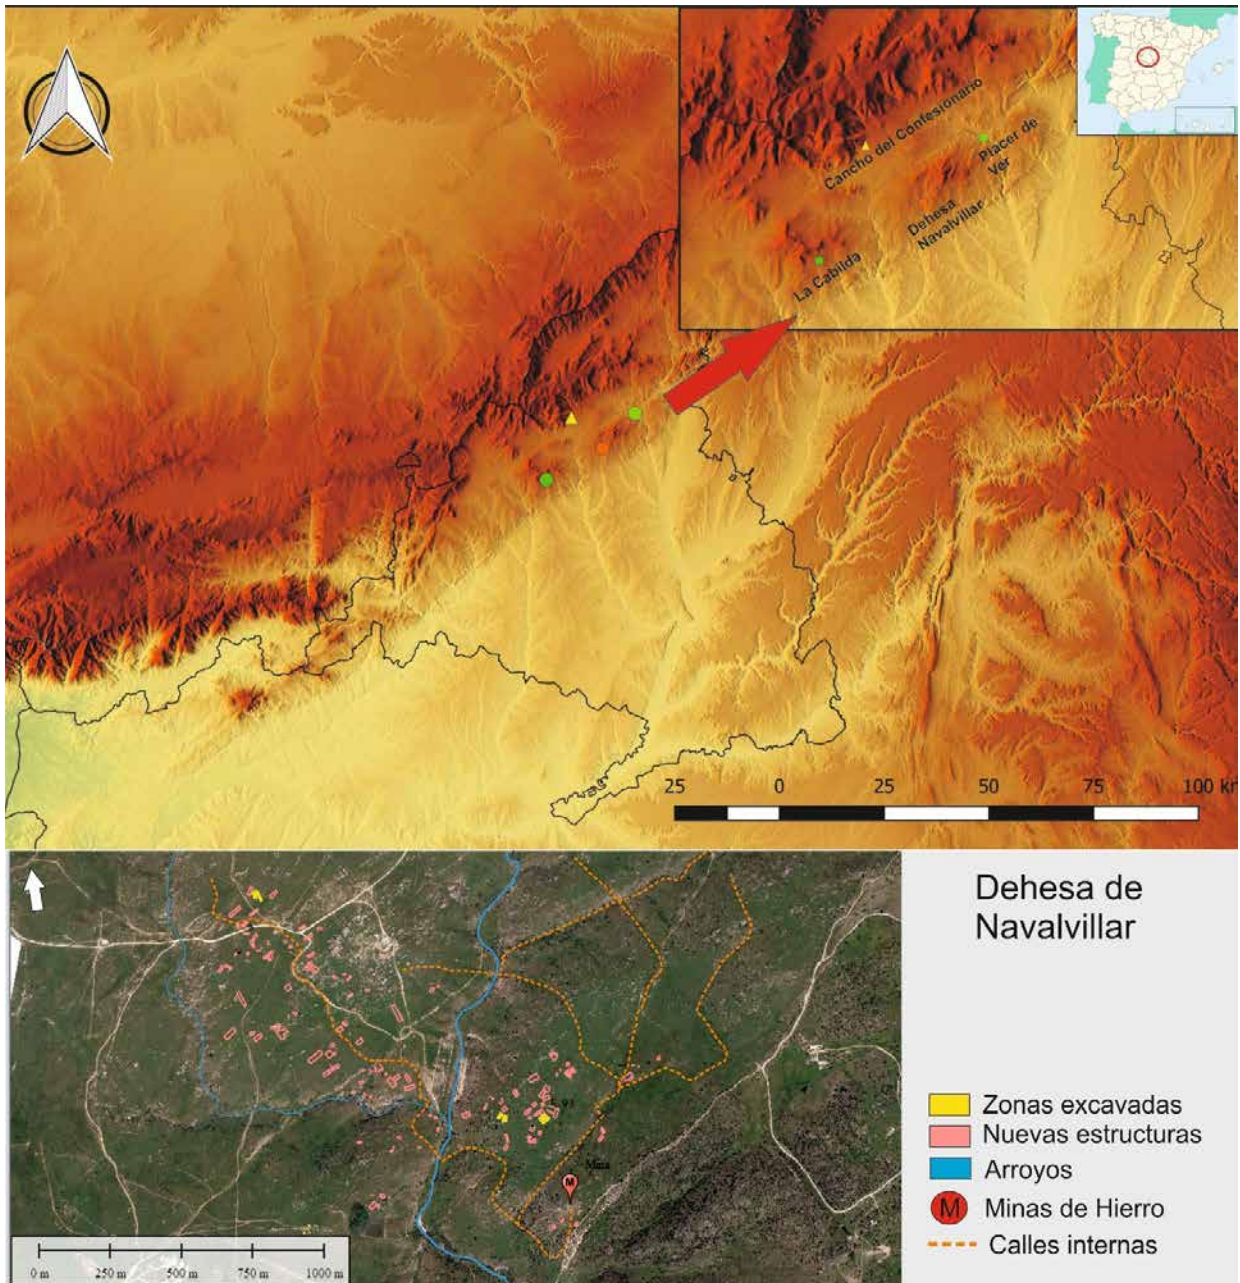 Cancho del Confesionario
Placer de
Ver
Dehesa
Navalvillar
La Cabilda
25 0 25 50 75 100 km
Dehesa de
Navalvillar
Mina
M
Zonas excavadas
Nuevas estructuras
Arroyos
M Minas de Hierro
Calles internas
0 m 250 m 500 m 750 m 1000 m